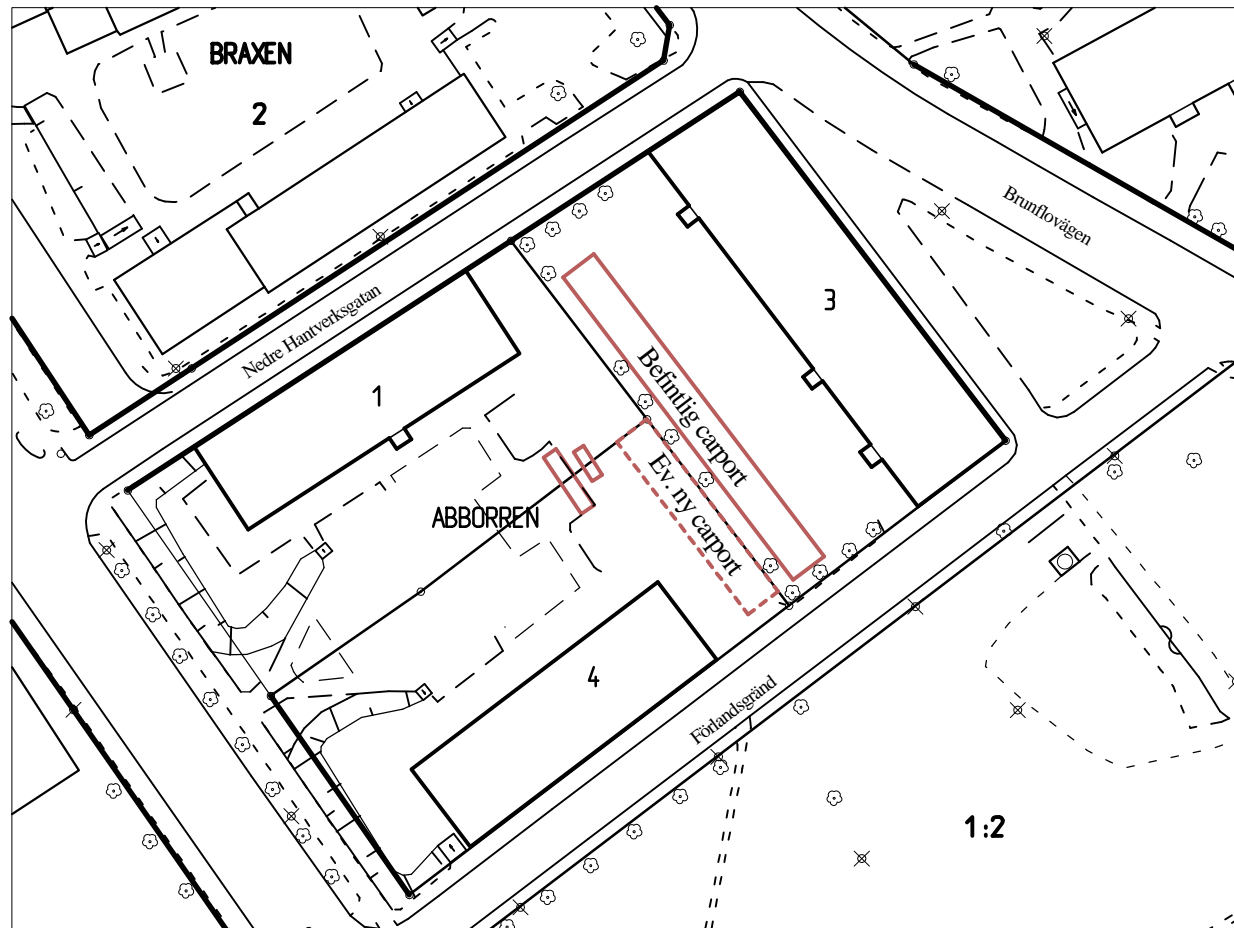 BRAXEN
2
Brunflovägen
Nedre Hantverksgatan
3
1
Befintlig carport
Ev. ny carport
ABBORREN
4
Förlandsgränd
1:2